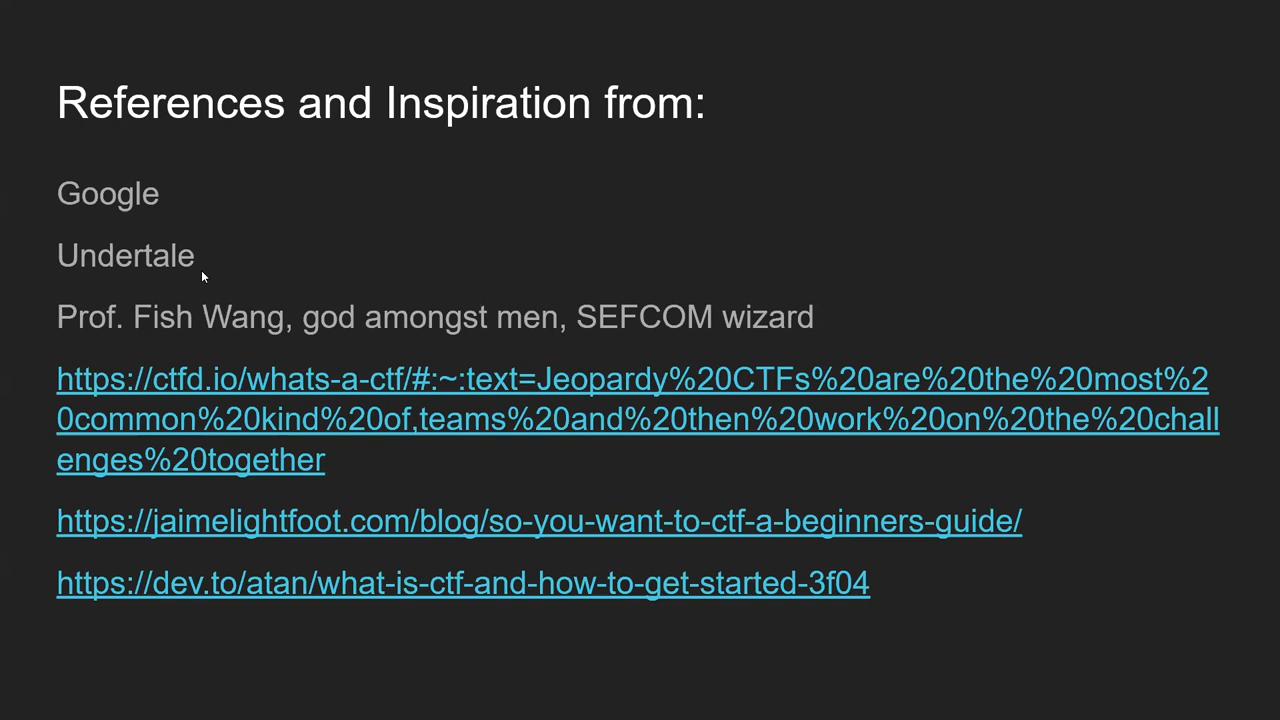 References and Inspiration from:
Google
Undertale
Prof. Fish Wang, god amongst men, SEFCOM wizard
https://ctfd.io/whats-a-ctf/#:~:text=Jeopardy%20CTFs%20are%20the%20most%2
0common%20kind%20of,teams%20and%20then%20work%20on%20the%20chall
enges%20together
https://jaimelightfoot.com/blog/so-you-want-to-ctf-a-beginners-guide/
https://dev.to/atan/what-is-ctf-and-how-to-get-started-3f04